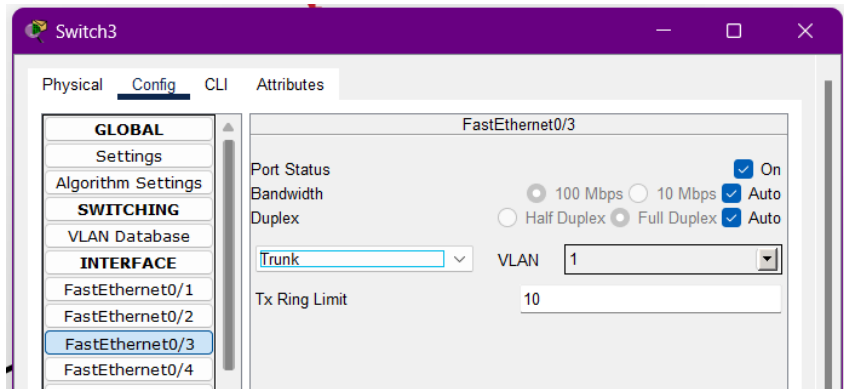 Switch3
Physical Config CLI Attributes
GLOBAL
Settings
Algorithm Settings
SWITCHING
VLAN Database
INTERFACE
FastEthernet0/1
FastEthernet0/2
FastEthernet0/3
FastEthernet0/4
FastEthernet0/3
Port Status On
Bandwidth 100 Mbps 10 Mbps Auto
Duplex Half Duplex Full Duplex Auto
Trunk VLAN 1
Tx Ring Limit 10